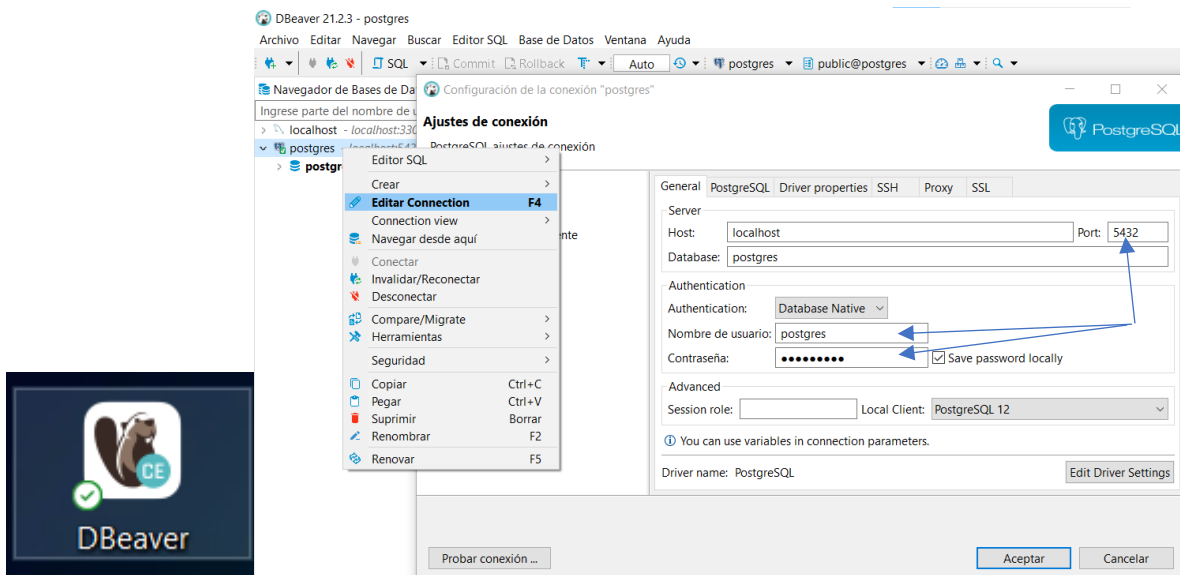 DBeaver 21.2.3 - postgres
Archivo Editar Navegar Buscar Editor SQL Base de Datos Ventana Ayuda
SQL Commit Rollback Auto postgres public@postgres
Navegador de Bases de Da
Ingrese parte del nombre de
localhost - localhost:330
postgres - localhost:543
postgr
Configuración de la conexión "postgres"
Ajustes de conexión
PostgreSQL ajustes de conexión
PostgreSQL
Editor SQL
Crear
Editar Connection F4
Connection view
Navegar desde aquí
Conectar
Invalidar/Reconectar
Desconectar
Compare/Migrate
Herramientas
Seguridad
Copiar Ctrl+C
Pegar Ctrl+V
Suprimir Borrar
Renombrar F2
Renovar F5
nte
General PostgreSQL Driver properties SSH Proxy SSL
Server
Host: localhost Port: 5432
Database: postgres
Authentication
Authentication: Database Native
Nombre de usuario: postgres
Contraseña: ●●●●●●●●● Save password locally
Advanced
Session role: Local Client: PostgreSQL 12
You can use variables in connection parameters.
Driver name: PostgreSQL Edit Driver Settings
Probar conexión ... Aceptar Cancelar
CE
DBeaver